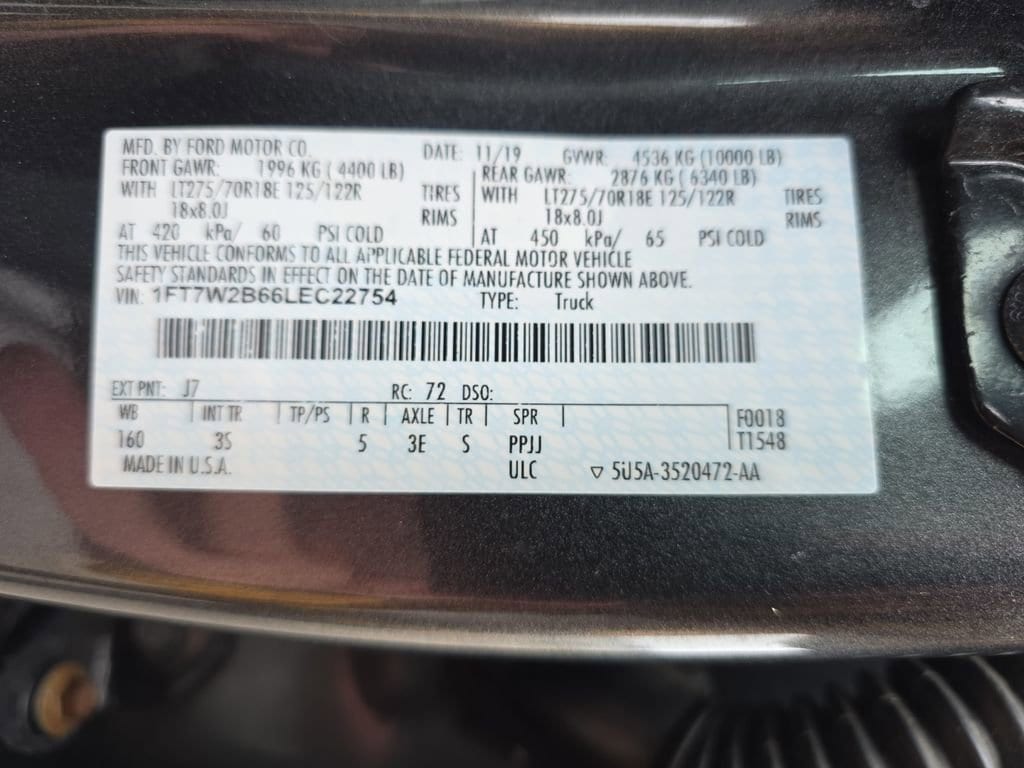 MFD. BY FORD MOTOR CO. DATE: 11/19 GVWR: 4536 KG (10000 LB)
FRONT GAWR: 1996 KG ( 4400 LB) REAR GAWR: 2876 KG ( 6340 LB)
WITH LT275/70R18E 125/122R TIRES WITH LT275/70R18E 125/122R TIRES
18x8.0J RIMS 18x8.0J RIMS
AT 420 kPa/ 60 PSI COLD AT 450 kPa/ 65 PSI COLD
THIS VEHICLE CONFORMS TO ALL APPLICABLE FEDERAL MOTOR VEHICLE
SAFETY STANDARDS IN EFFECT ON THE DATE OF MANUFACTURE SHOWN ABOVE.
VIN: 1FT7W2B66LEC22754 TYPE: Truck
EXT PNT: J7 RC: 72 DSO:
WB INT TR TP/PS R AXLE TR SPR F0018
160 3S 5 3E S PPJJ T1548
MADE IN U.S.A. ULC ▽ 5U5A-3520472-AA